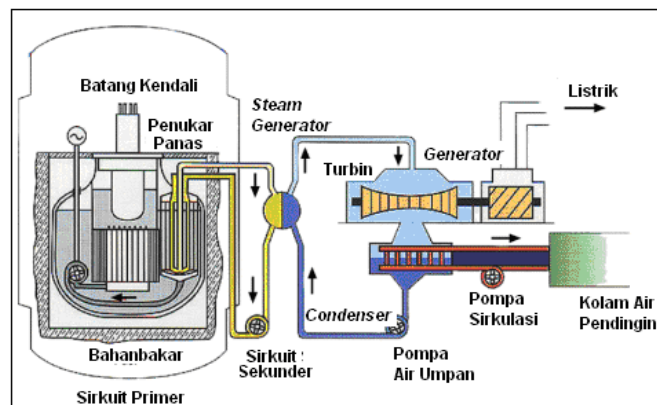 Batang Kendali
Penukar
Panas
Steam
Generator
Listrik
Generator
Turbin
Condenser
Pompa
Sirkulasi
Kolam Air
Pendingin
Bahanbakar
Sirkuit
Sekunder
Pompa
Air Umpan
Sirkuit Primer